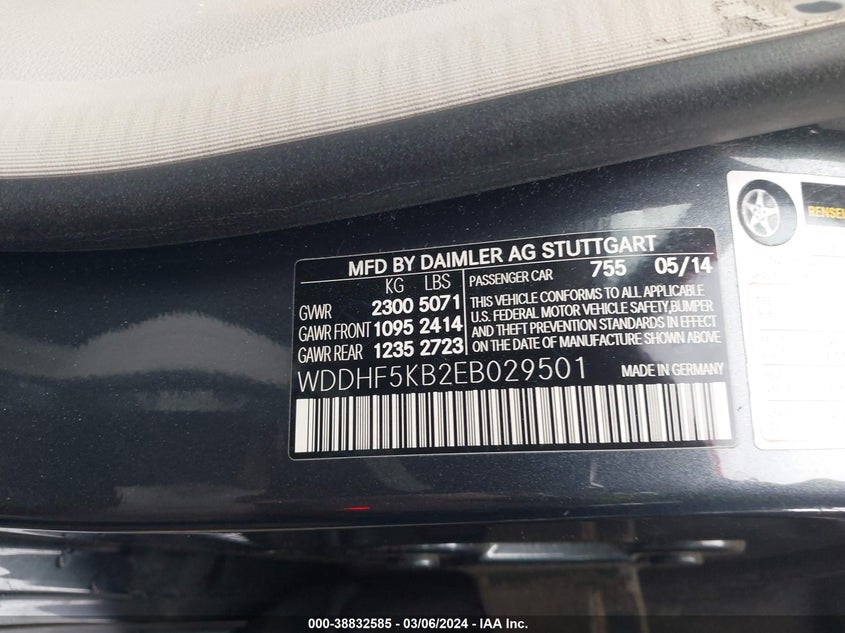 MFD BY DAIMLER AG STUTTGART
KG LBS
GVWR 2300 5071
GAWR FRONT 1095 2414
GAWR REAR 1235 2723
PASSENGER CAR 755 05/14
THIS VEHICLE CONFORMS TO ALL APPLICABLE
U.S. FEDERAL MOTOR VEHICLE SAFETY,BUMPER
AND THEFT PREVENTION STANDARDS IN EFFECT
ON THE DATE OF MANUFACTURE SHOWN ABOVE
WDDHF5KB2EB029501 MADE IN GERMANY
000-38832585 - 03/06/2024 - IAA Inc.